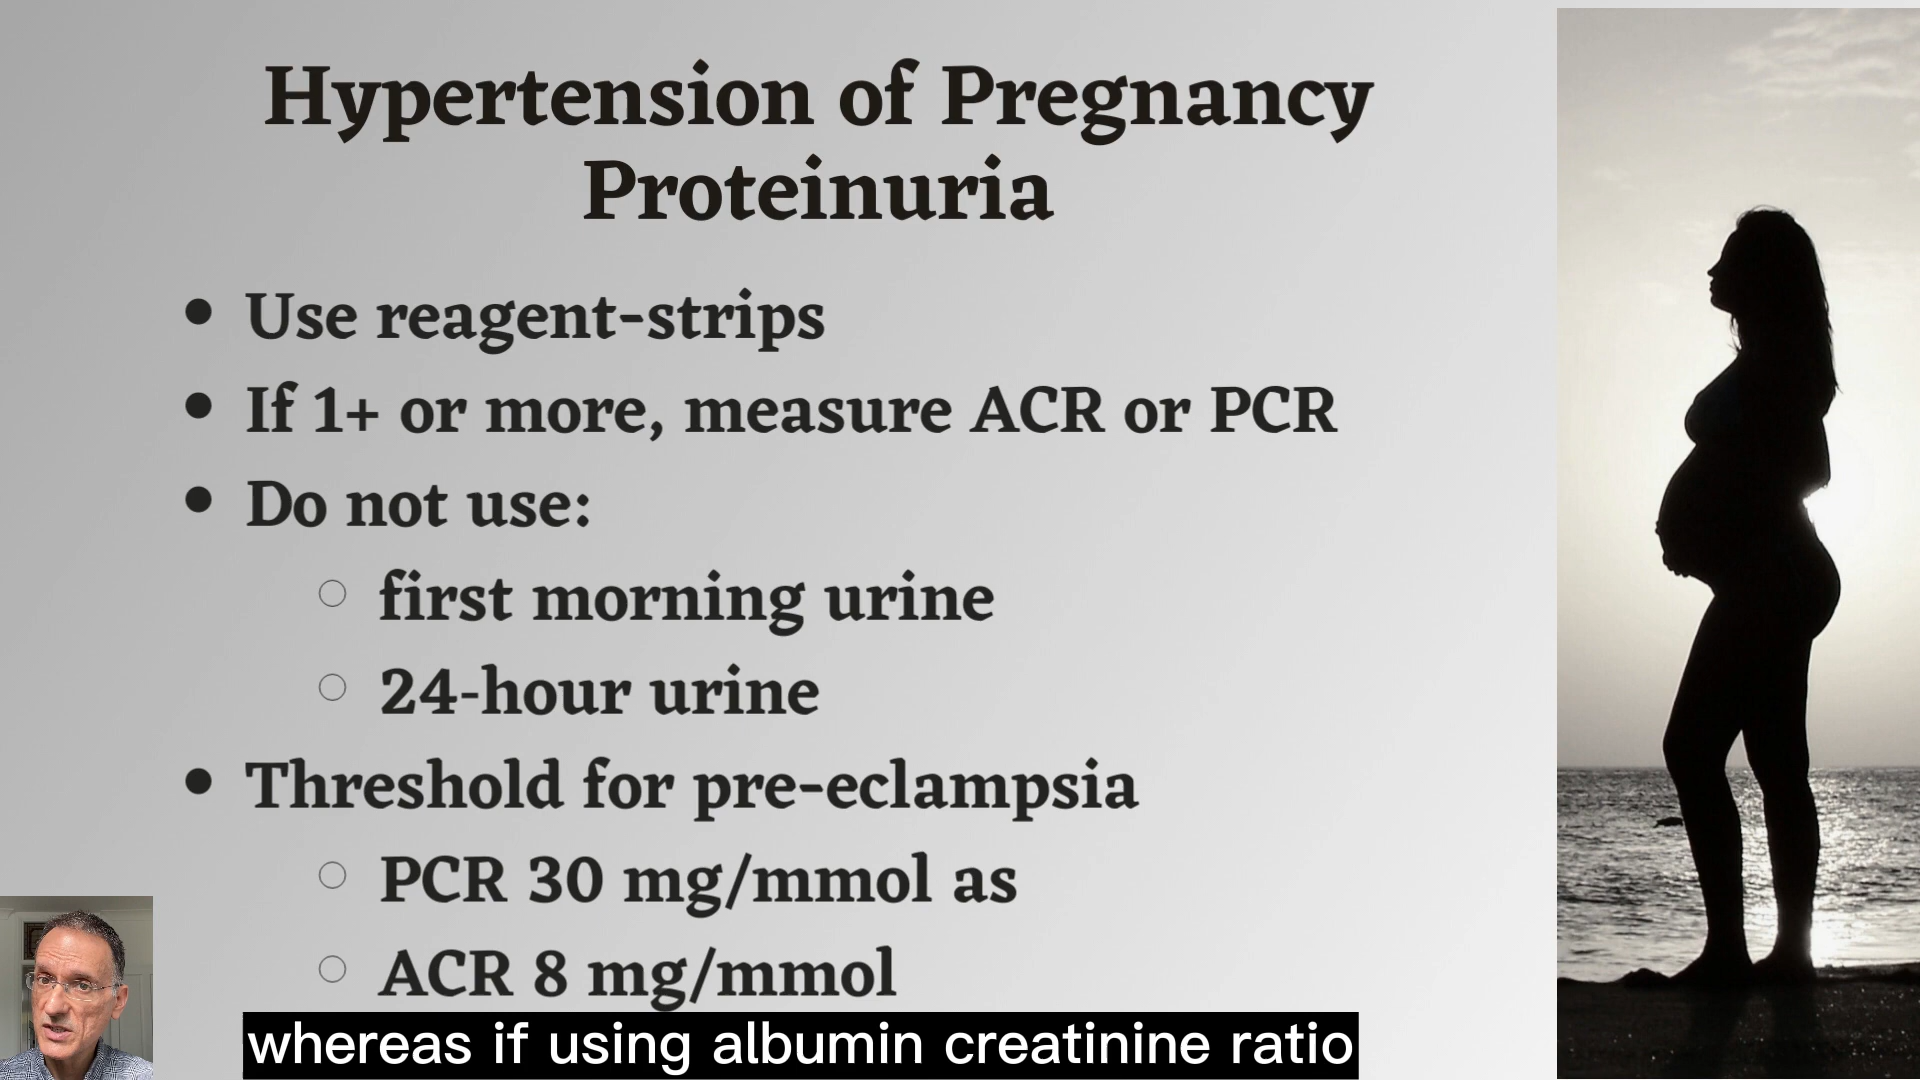 Hypertension of Pregnancy
Proteinuria
• Use reagent-strips
• If 1+ or more, measure ACR or PCR
• Do not use:
○ first morning urine
○ 24-hour urine
• Threshold for pre-eclampsia
○ PCR 30 mg/mmol as
○ ACR 8 mg/mmol
whereas if using albumin creatinine ratio